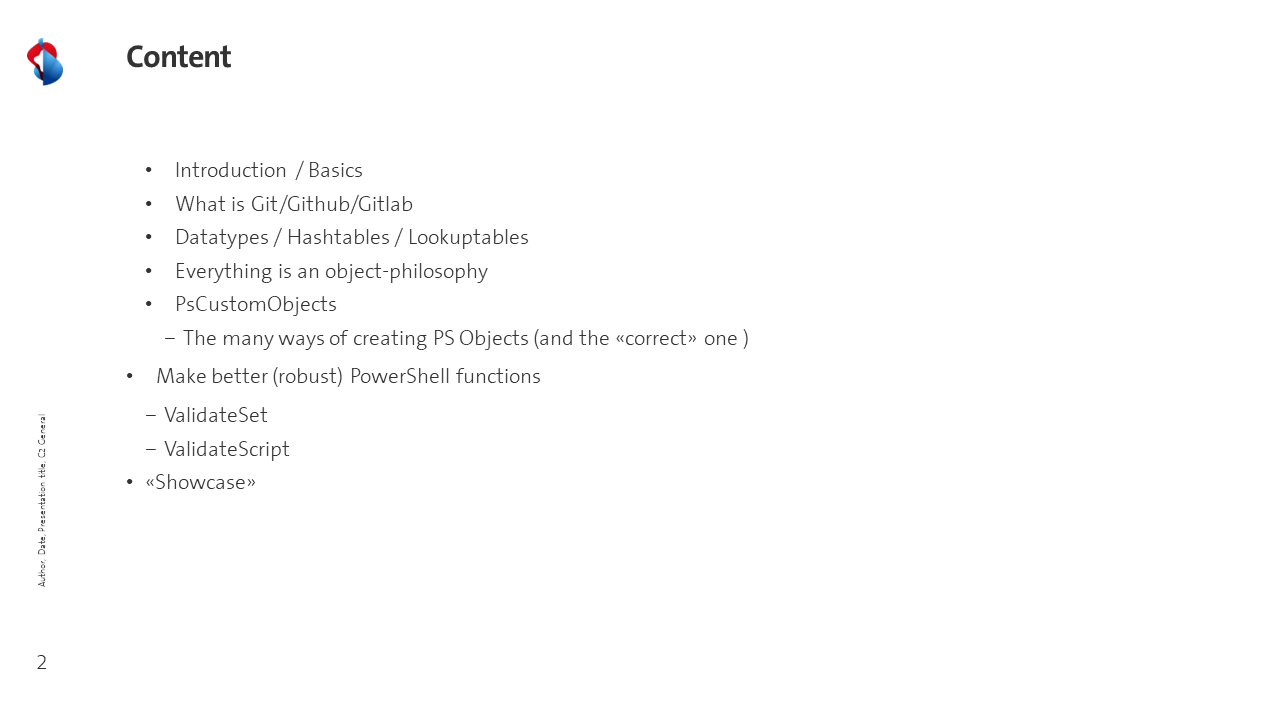 Content
• Introduction / Basics
• What is Git/Github/Gitlab
• Datatypes / Hashtables / Lookuptables
• Everything is an object-philosophy
• PsCustomObjects
– The many ways of creating PS Objects (and the «correct» one )
• Make better (robust) PowerShell functions
– ValidateSet
– ValidateScript
• «Showcase»
Author, Date, Presentation title, C2 General
2